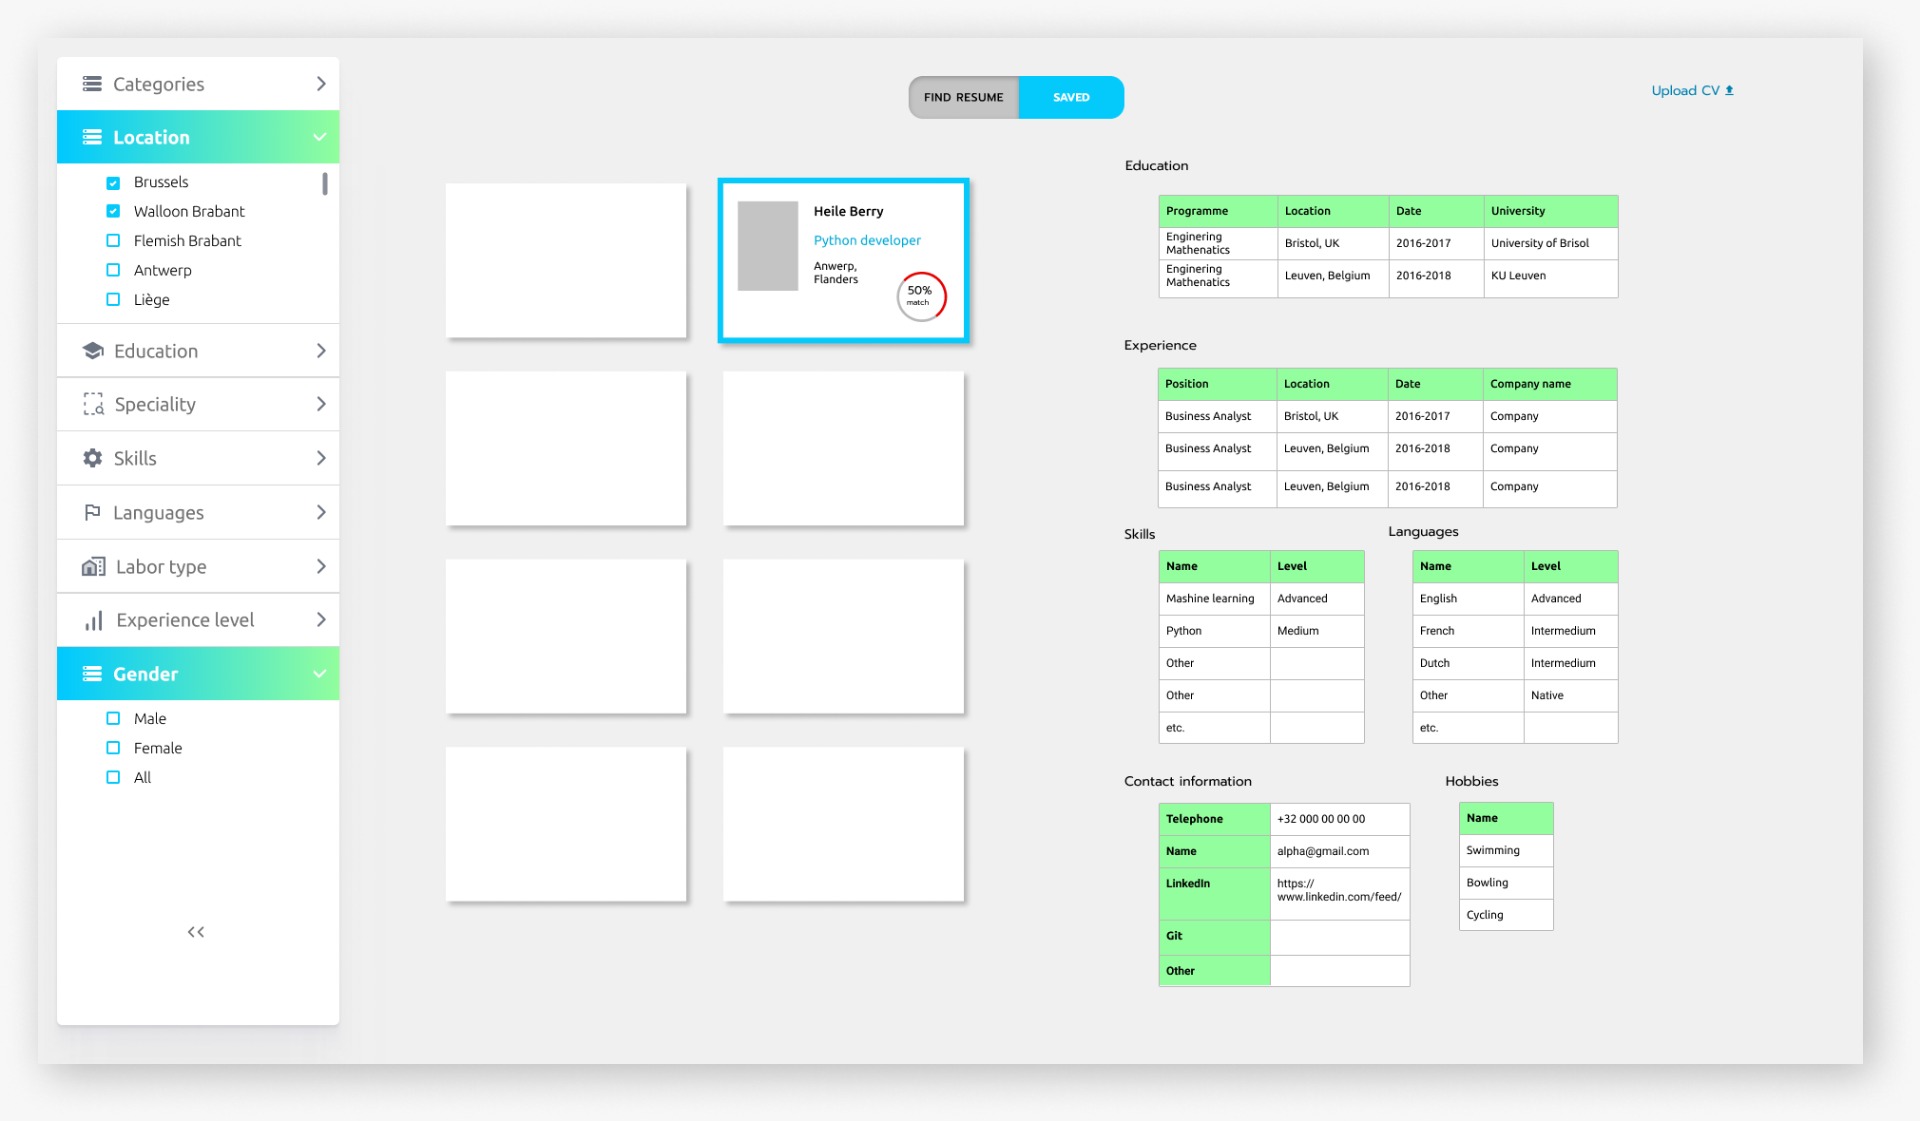 Categories
Location
Brussels
Walloon Brabant
Flemish Brabant
Antwerp
Liège
Education
Speciality
Skills
Languages
Labor type
Experience level
Gender
Male
Female
All
<<
FIND RESUME SAVED
Upload CV
Heile Berry
Python developer
Anwerp,
Flanders
50%
match
Education
Programme Location Date University
Enginering
Mathenatics
Bristol, UK 2016-2017 University of Brisol
Enginering
Mathenatics
Leuven, Belgium 2016-2018 KU Leuven
Experience
Position Location Date Company name
Business Analyst Bristol, UK 2016-2017 Company
Business Analyst Leuven, Belgium 2016-2018 Company
Business Analyst Leuven, Belgium 2016-2018 Company
Skills
Name Level
Mashine learning Advanced
Python Medium
Other
Other
etc.
Languages
Name Level
English Advanced
French Intermedium
Dutch Intermedium
Other Native
etc.
Contact information
Telephone +32 000 00 00 00
Name alpha@gmail.com
LinkedIn https://
www.linkedin.com/feed/
Git
Other
Hobbies
Name
Swimming
Bowling
Cycling